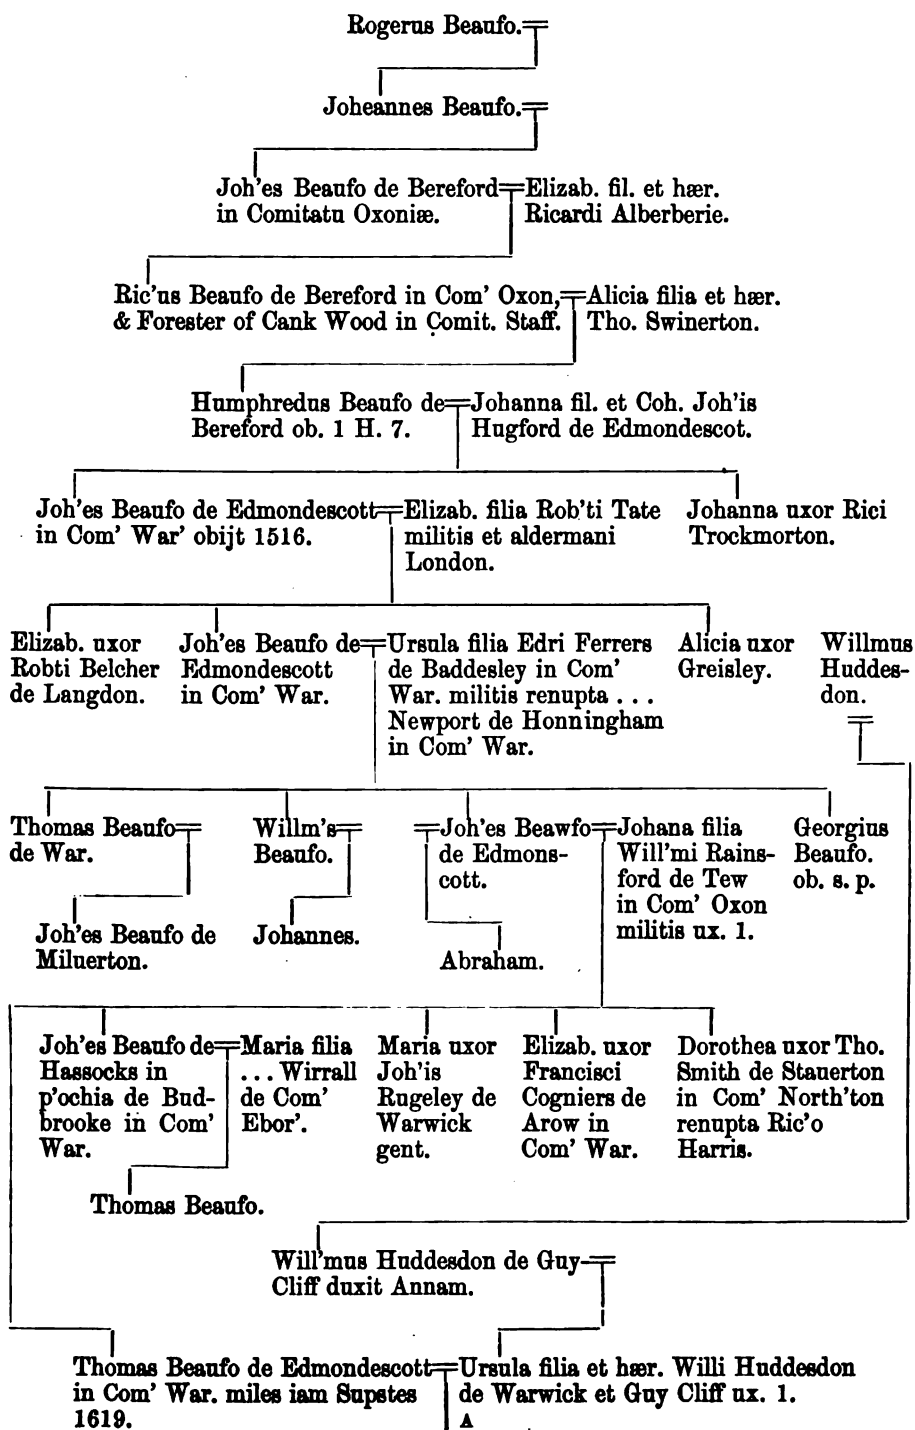 Rogerus Beaufo.
Joheannes Beaufo.
Joh'es Beaufo de Bereford
in Comitatu Oxoniæ.
Elizab. fil. et hær.
Ricardi Alberberie.
Ric'us Beaufo de Bereford in Com' Oxon,
& Forester of Cank Wood in Comit. Staff.
Alicia filia et hær.
Tho. Swinerton.
Humphredus Beaufo de
Bereford ob. 1 H. 7.
Johanna fil. et Coh. Joh'is
Hugford de Edmondescot.
Joh'es Beaufo de Edmondescott
in Com' War' obijt 1516.
Elizab. filia Rob'ti Tate
militis et aldermani
London.
Johanna uxor Rici
Trockmorton.
Elizab. uxor
Robti Belcher
de Langdon.
Joh'es Beaufo de
Edmondescott
in Com' War.
Ursula filia Edri Ferrers
de Baddesley in Com'
War. militis renupta ...
Newport de Honningham
in Com' War.
Alicia uxor
Greisley.
Willmus
Huddes-
don.
Thomas Beaufo
de War.
Willm's
Beaufo.
Joh'es Beawfo
de Edmons-
cott.
Johana filia
Will'mi Rains-
ford de Tew
in Com' Oxon
militis ux. 1.
Georgius
Beaufo.
ob. s. p.
Joh'es Beaufo de
Miluerton.
Johannes.
Abraham.
Joh'es Beaufo de
Hassocks in
p'ochia de Bud-
brooke in Com'
War.
Maria filia
... Wirrall
de Com'
Ebor'.
Maria uxor
Joh'is
Rugeley de
Warwick
gent.
Elizab. uxor
Francisci
Cogniers de
Arow in
Com' War.
Dorothea uxor Tho.
Smith de Stauerton
in Com' North'ton
renupta Ric'o
Harris.
Thomas Beaufo.
Will'mus Huddesdon de Guy
Cliff duxit Annam.
Thomas Beaufo de Edmondescott
in Com' War. miles iam Supstes
1619.
Ursula filia et hær. Willi Huddesdon
de Warwick et Guy Cliff ux. 1.
A